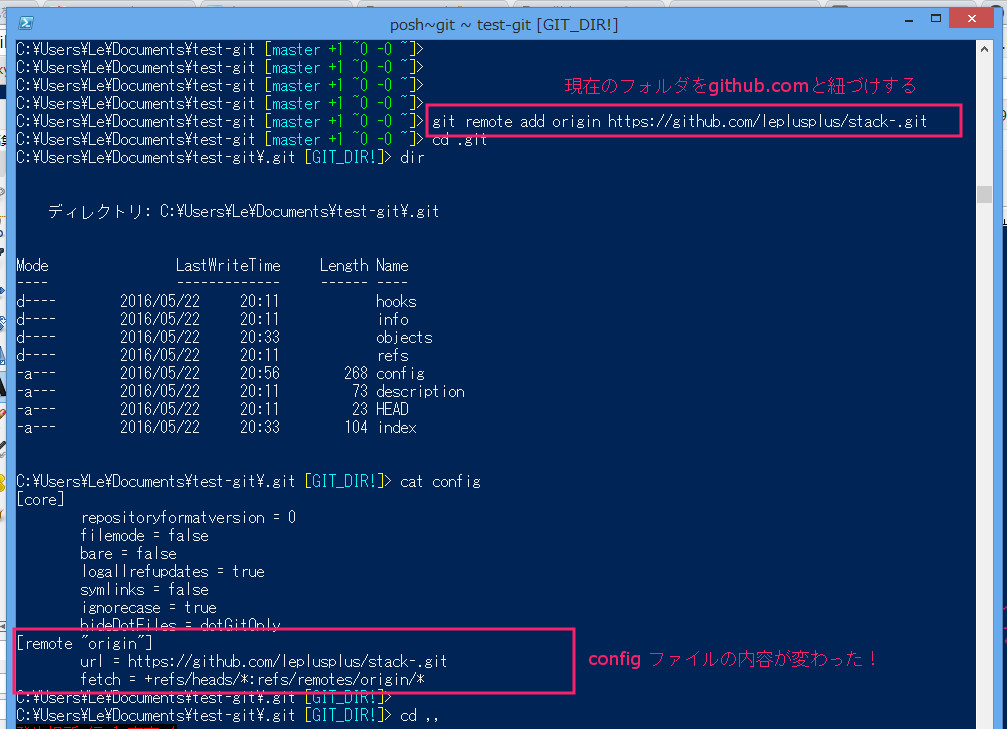 posh~git ~ test-git [GIT_DIR!]
C:¥Users¥Le¥Documents¥test-git [master +1 ~0 -0 ~]>
C:¥Users¥Le¥Documents¥test-git [master +1 ~0 -0 ~]>
C:¥Users¥Le¥Documents¥test-git [master +1 ~0 -0 ~]>
現在のフォルダをgithub.comと紐づけする
C:¥Users¥Le¥Documents¥test-git [master +1 ~0 -0 ~]>
C:¥Users¥Le¥Documents¥test-git [master +1 ~0 -0 ~]> git remote add origin https://github.com/leplusplus/stack-.git
C:¥Users¥Le¥Documents¥test-git [master +1 ~0 -0 ~]> cd .git
C:¥Users¥Le¥Documents¥test-git¥.git [GIT_DIR!]> dir
ディレクトリ: C:¥Users¥Le¥Documents¥test-git¥.git
Mode LastWriteTime Length Name
---- ------------- ------ ----
d---- 2016/05/22 20:11 hooks
d---- 2016/05/22 20:11 info
d---- 2016/05/22 20:33 objects
d---- 2016/05/22 20:11 refs
-a--- 2016/05/22 20:56 268 config
-a--- 2016/05/22 20:11 73 description
-a--- 2016/05/22 20:11 23 HEAD
-a--- 2016/05/22 20:33 104 index
C:¥Users¥Le¥Documents¥test-git¥.git [GIT_DIR!]> cat config
[core]
repositoryformatversion = 0
filemode = false
bare = false
logallrefupdates = true
symlinks = false
ignorecase = true
hideDotFiles = dotGitOnly
[remote "origin"]
url = https://github.com/leplusplus/stack-.git
config ファイルの内容が変わった！
fetch = +refs/heads/*:refs/remotes/origin/*
C:¥Users¥Le¥Documents¥test-git¥.git [GIT_DIR!]>
C:¥Users¥Le¥Documents¥test-git¥.git [GIT_DIR!]> cd ,,